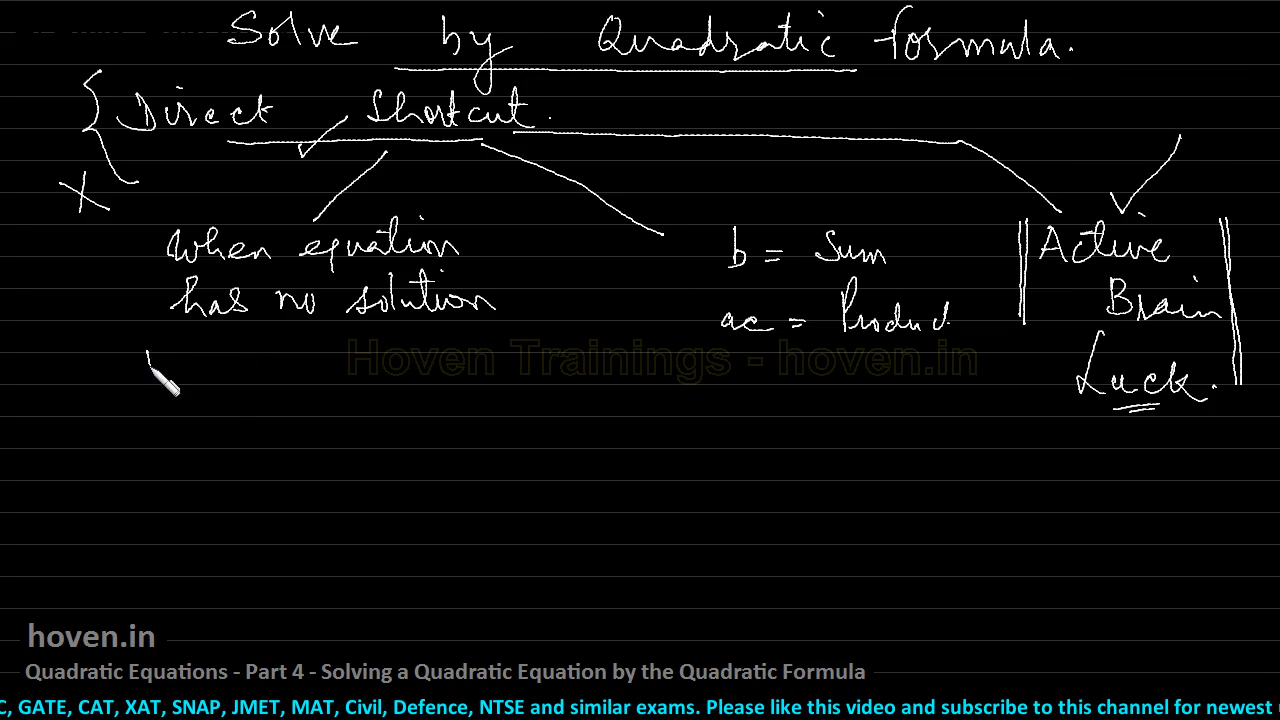 Solve by Quadratic formula.
Direct Shortcut.
X
When equation
has no solution
b = Sum
ac = Product
Active
Brain
Luck.
Hoven Trainings - hoven.in
hoven.in
Quadratic Equations - Part 4 - Solving a Quadratic Equation by the Quadratic Formula
C, GATE, CAT, XAT, SNAP, JMET, MAT, Civil, Defence, NTSE and similar exams. Please like this video and subscribe to this channel for newest